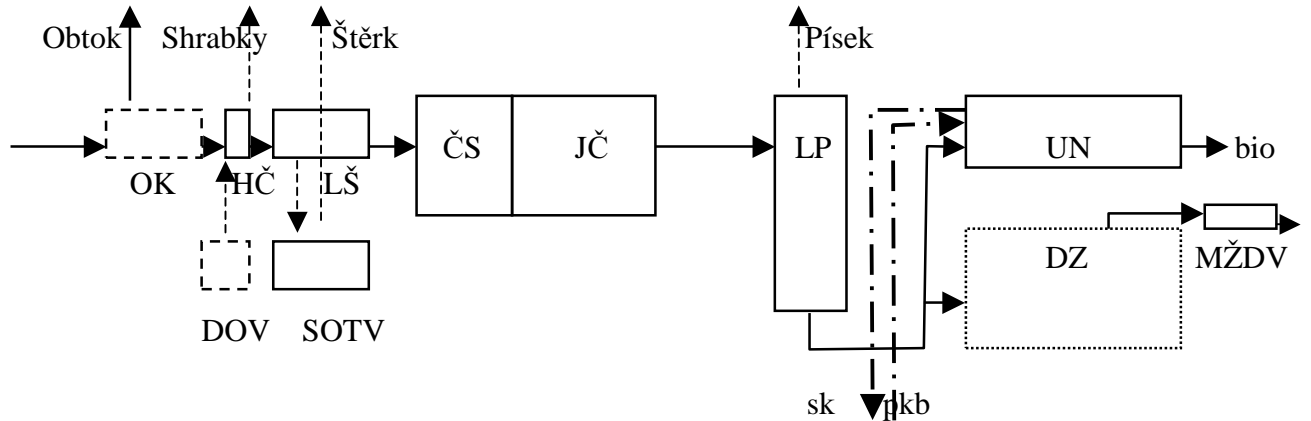 Obtok Shrabky Štěrk Písek
ČS JČ LP UN bio
OK HČ LŠ
DZ MŽDV
DOV SOTV
sk pkb